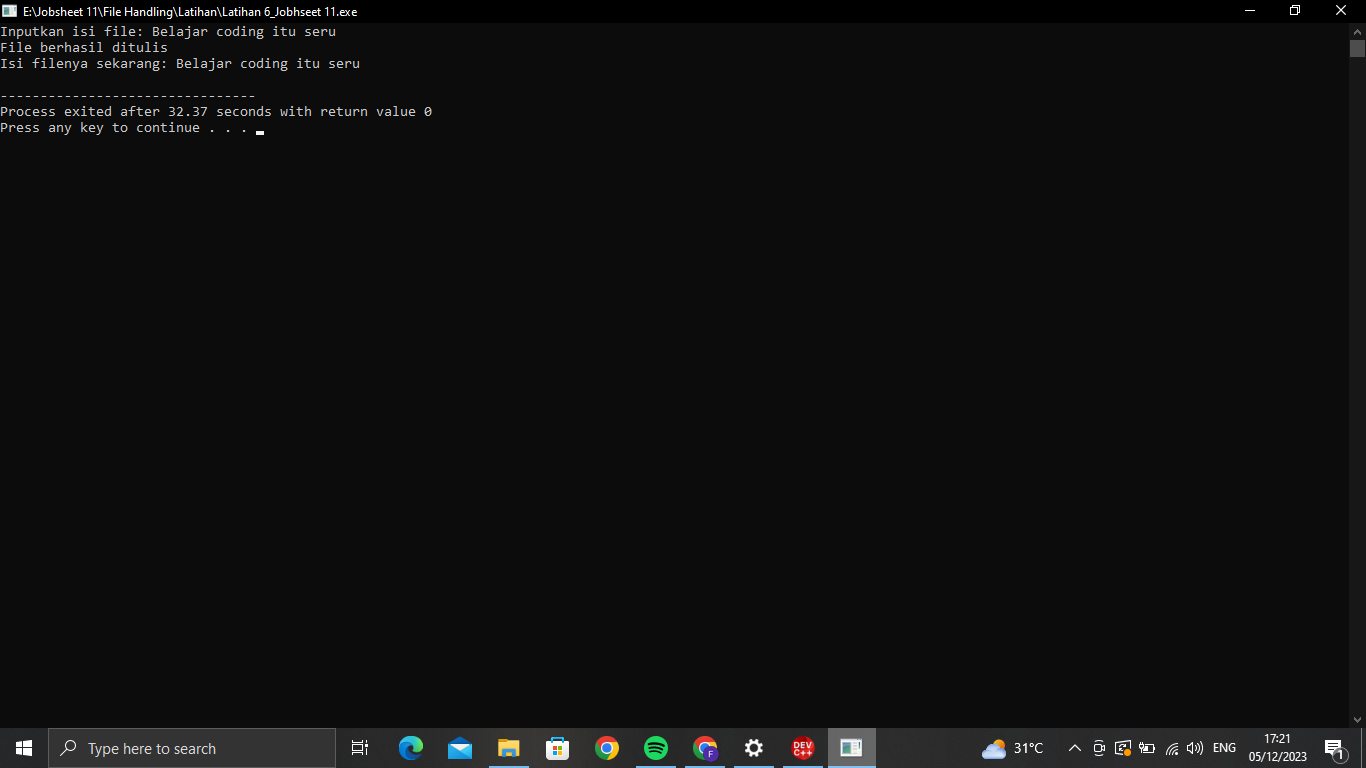 E:\Jobsheet 11\File Handling\Latihan\Latihan 6_Jobhseet 11.exe
Inputkan isi file: Belajar coding itu seru
File berhasil ditulis
Isi filenya sekarang: Belajar coding itu seru
--------------------------------
Process exited after 32.37 seconds with return value 0
Press any key to continue . . .
Type here to search
DEV
C++
F
31°C
ENG
17:21
05/12/2023
1